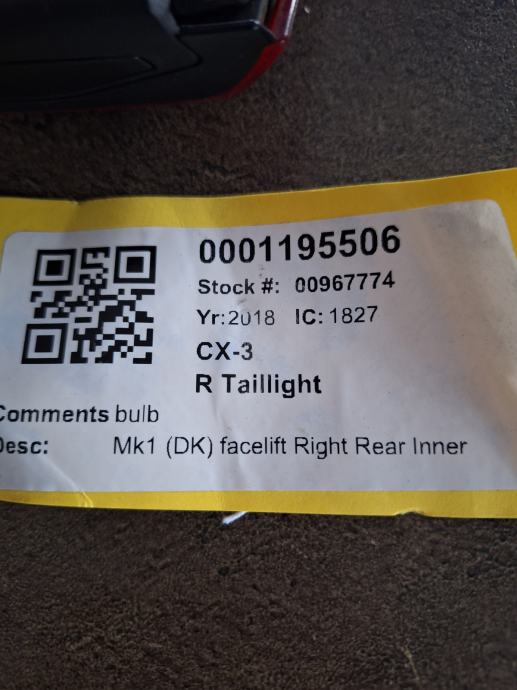 0001195506
Stock #: 00967774
Yr:2018 IC:1827
CX-3
R Taillight
Comments bulb
Desc: Mk1 (DK) facelift Right Rear Inner